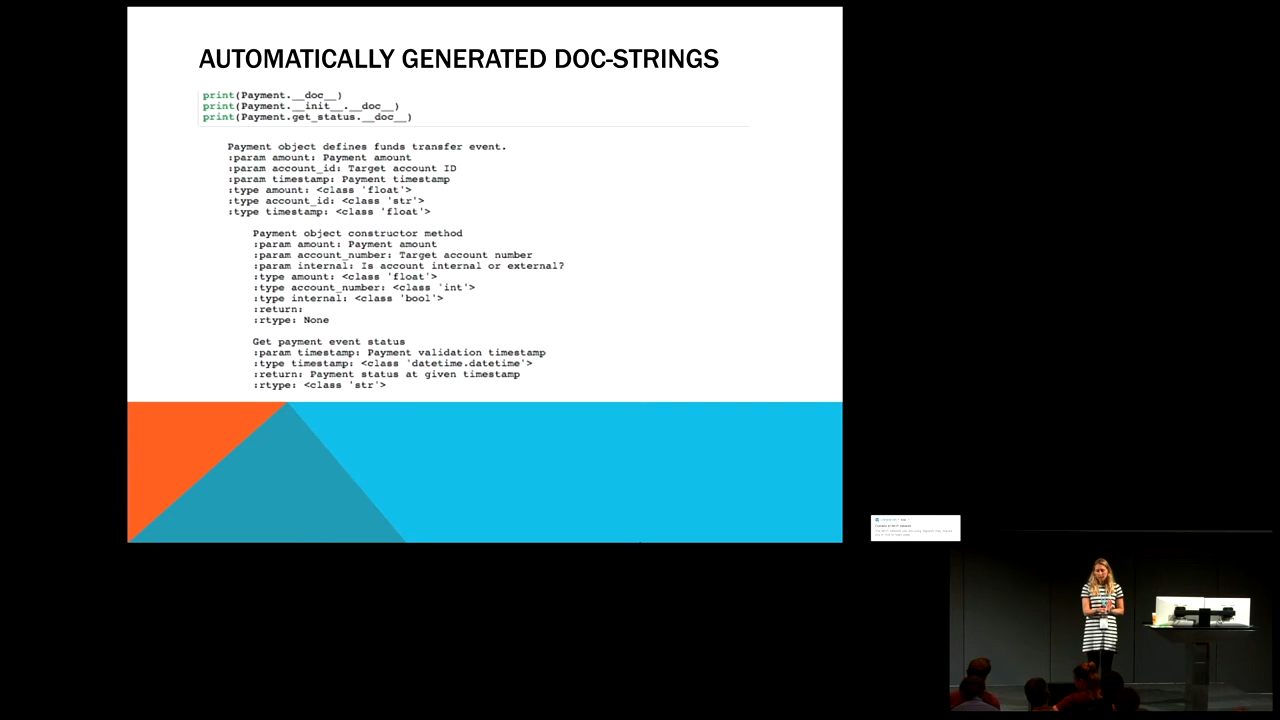 AUTOMATICALLY GENERATED DOC-STRINGS
print(Payment.__doc__)
print(Payment.__init__.__doc__)
print(Payment.get_status.__doc__)
Payment object defines funds transfer event.
:param amount: Payment amount
:param account_id: Target account ID
:param timestamp: Payment timestamp
:type amount: <class 'float'>
:type account_id: <class 'str'>
:type timestamp: <class 'float'>
Payment object constructor method
:param amount: Payment amount
:param account_number: Target account number
:param internal: Is account internal or external?
:type amount: <class 'float'>
:type account_number: <class 'int'>
:type internal: <class 'bool'>
:return:
:rtype: None
Get payment event status
:param timestamp: Payment validation timestamp
:type timestamp: <class 'datetime.datetime'>
:return: Payment status at given timestamp
:rtype: <class 'str'>